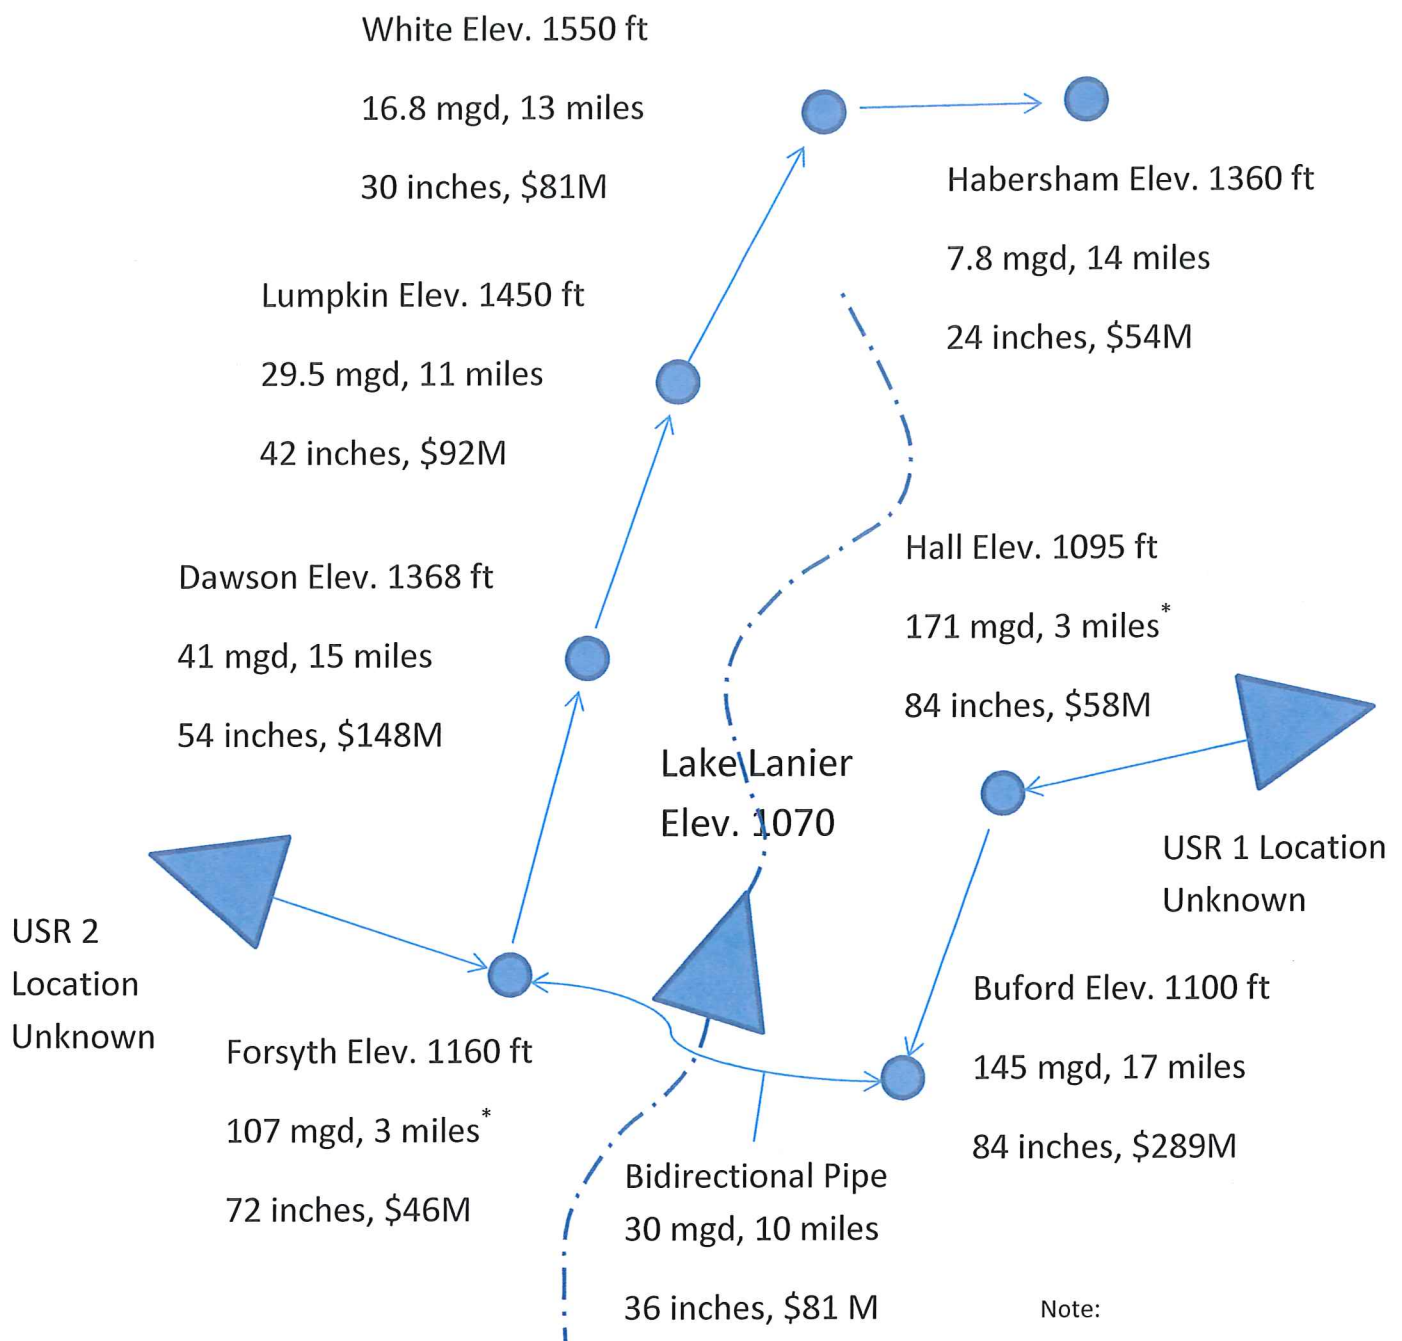 White Elev. 1550 ft
16.8 mgd, 13 miles
30 inches, $81M
Habersham Elev. 1360 ft
7.8 mgd, 14 miles
24 inches, $54M
Lumpkin Elev. 1450 ft
29.5 mgd, 11 miles
42 inches, $92M
Hall Elev. 1095 ft
171 mgd, 3 miles*
84 inches, $58M
Dawson Elev. 1368 ft
41 mgd, 15 miles
54 inches, $148M
Lake Lanier
Elev. 1070
USR 1 Location
Unknown
USR 2
Location
Unknown
Buford Elev. 1100 ft
145 mgd, 17 miles
84 inches, $289M
Forsyth Elev. 1160 ft
107 mgd, 3 miles*
72 inches, $46M
Bidirectional Pipe
30 mgd, 10 miles
36 inches, $81 M
Note: